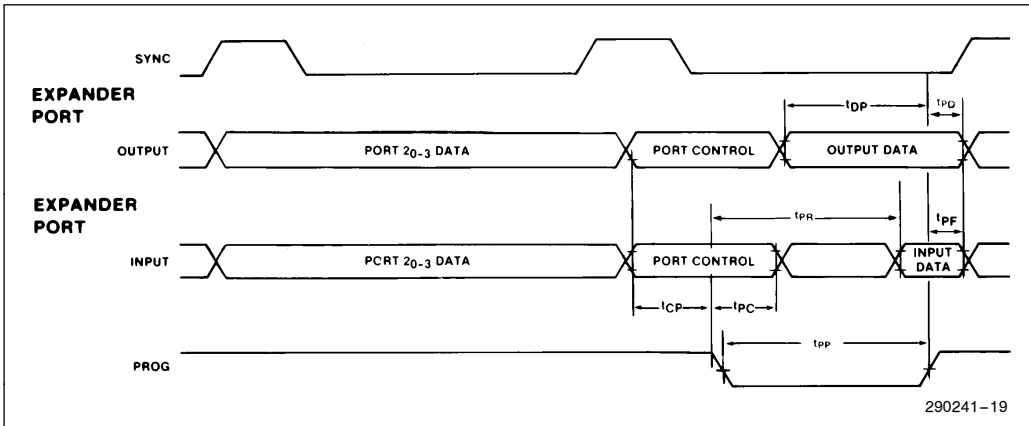 SYNC
EXPANDER
PORT
tDP
tPD
OUTPUT
PORT 20-3 DATA
PORT CONTROL
OUTPUT DATA
EXPANDER
PORT
tPR
tPF
INPUT
PCRT 20-3 DATA
PORT CONTROL
INPUT
DATA
tCP
tPC
tPP
PROG
290241-19